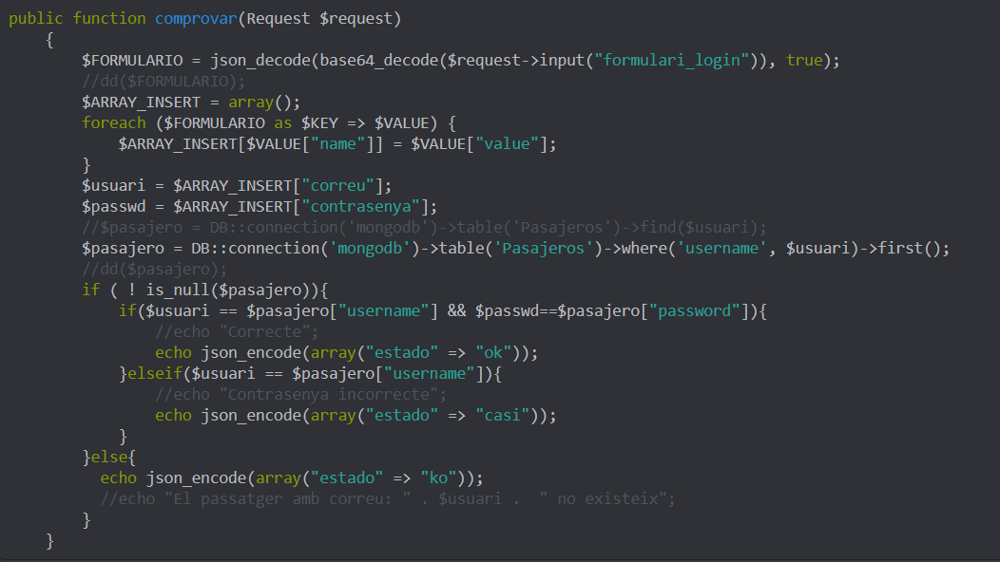 public function comprovar(Request $request)
    {
        $FORMULARIO = json_decode(base64_decode($request->input("formulari_login")), true);
        //dd($FORMULARIO);
        $ARRAY_INSERT = array();
        foreach ($FORMULARIO as $KEY => $VALUE) {
            $ARRAY_INSERT[$VALUE["name"]] = $VALUE["value"];
        }
        $usuari = $ARRAY_INSERT["correu"];
        $passwd = $ARRAY_INSERT["contrasenya"];
        //$pasajero = DB::connection('mongodb')->table('Pasajeros')->find($usuari);
        $pasajero = DB::connection('mongodb')->table('Pasajeros')->where('username', $usuari)->first();
        //dd($pasajero);
        if ( ! is_null($pasajero)){
            if($usuari == $pasajero["username"] && $passwd==$pasajero["password"]){
                //echo "Correcte";
                echo json_encode(array("estado" => "ok"));
            }elseif($usuari == $pasajero["username"]){
                //echo "Contrasenya incorrecte";
                echo json_encode(array("estado" => "casi"));
            }
        }else{
          echo json_encode(array("estado" => "ko"));
          //echo "El passatger amb correu: " . $usuari .  " no existeix";
        }
    }